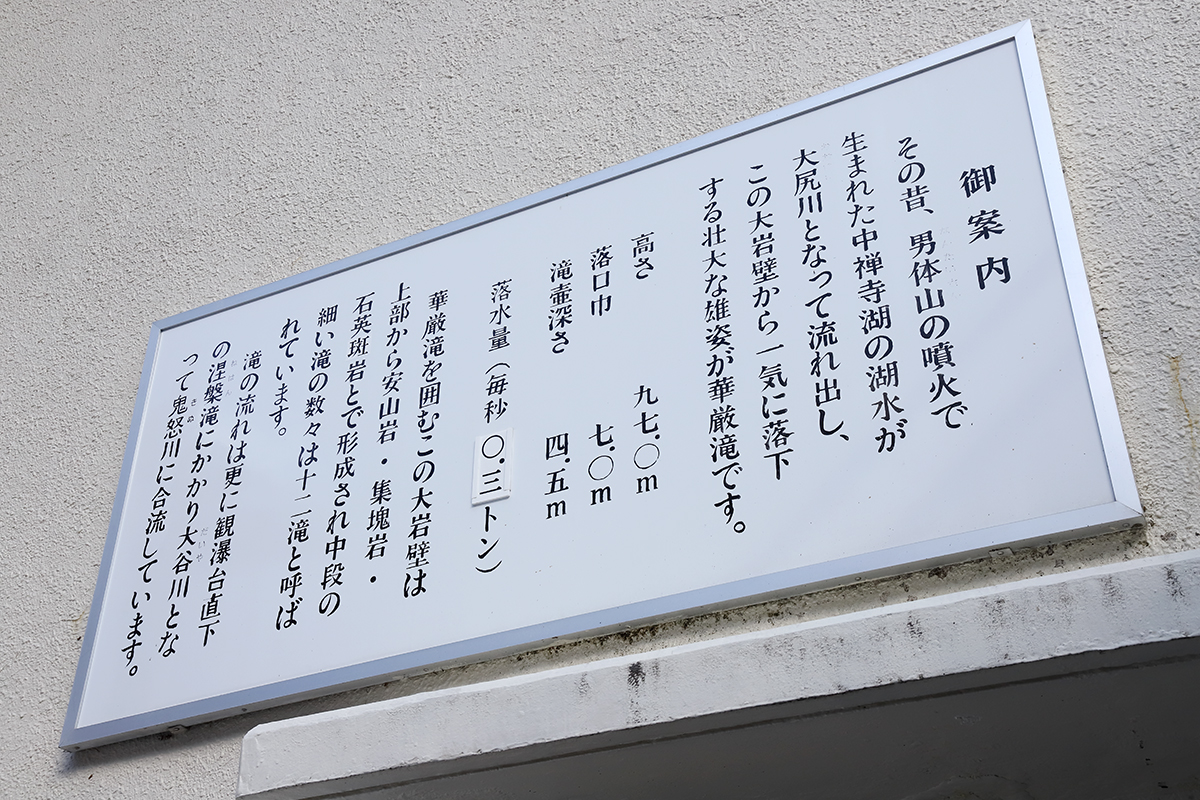 御案内
その昔、男体山の噴火で
生まれた中禅寺湖の湖水が
大尻川となって流れ出し、
この大岩壁から一気に落下
する壮大な雄姿が華厳滝です。
高さ 九七.〇m
落口巾 七.〇m
滝壷深さ 四.五m
落水量(毎秒 〇.三トン)
華厳滝を囲むこの大岩壁は
上部から安山岩・集塊岩・
石英斑岩とで形成され中段の
細い滝の数々は十二滝と呼ば
れています。
滝の流れは更に観瀑台直下
の涅槃滝にかかり大谷川とな
って鬼怒川に合流しています。